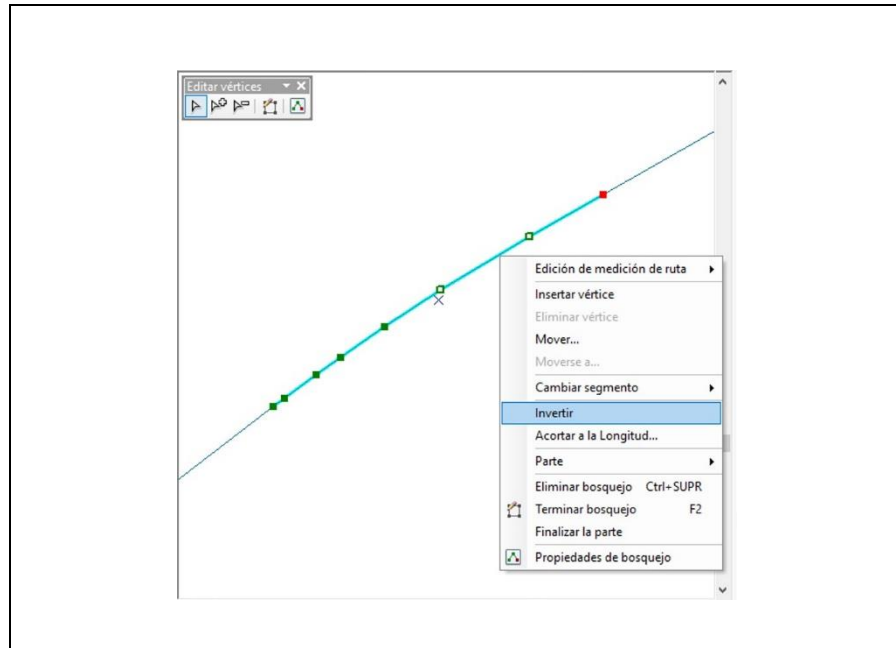 Editar vértices
Edición de medición de ruta
Insertar vértice
Eliminar vértice
Mover...
Moverse a...
Cambiar segmento
Invertir
Acortar a la Longitud...
Parte
Eliminar bosquejo Ctrl+SUPR
Terminar bosquejo F2
Finalizar la parte
Propiedades de bosquejo